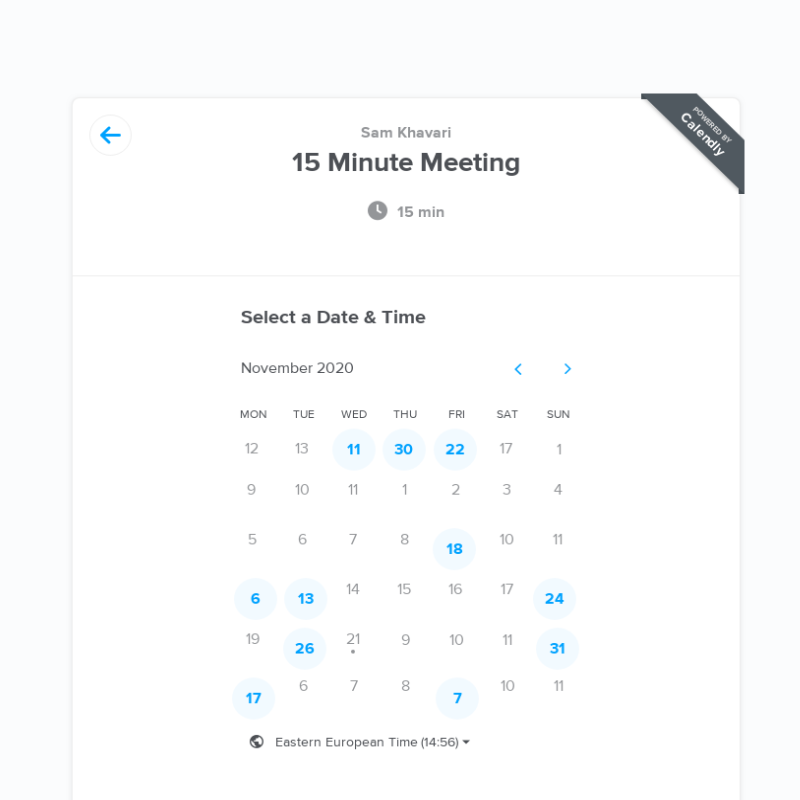 POWERED BY
Calendly
Sam Khavari
15 Minute Meeting
15 min
Select a Date & Time
November 2020
MON TUE WED THU FRI SAT SUN
12 13 11 30 22 17 1
9 10 11 1 2 3 4
5 6 7 8 18 10 11
6 13 14 15 16 17 24
19 26 21 9 10 11 31
17 6 7 8 7 10 11
Eastern European Time (14:56)